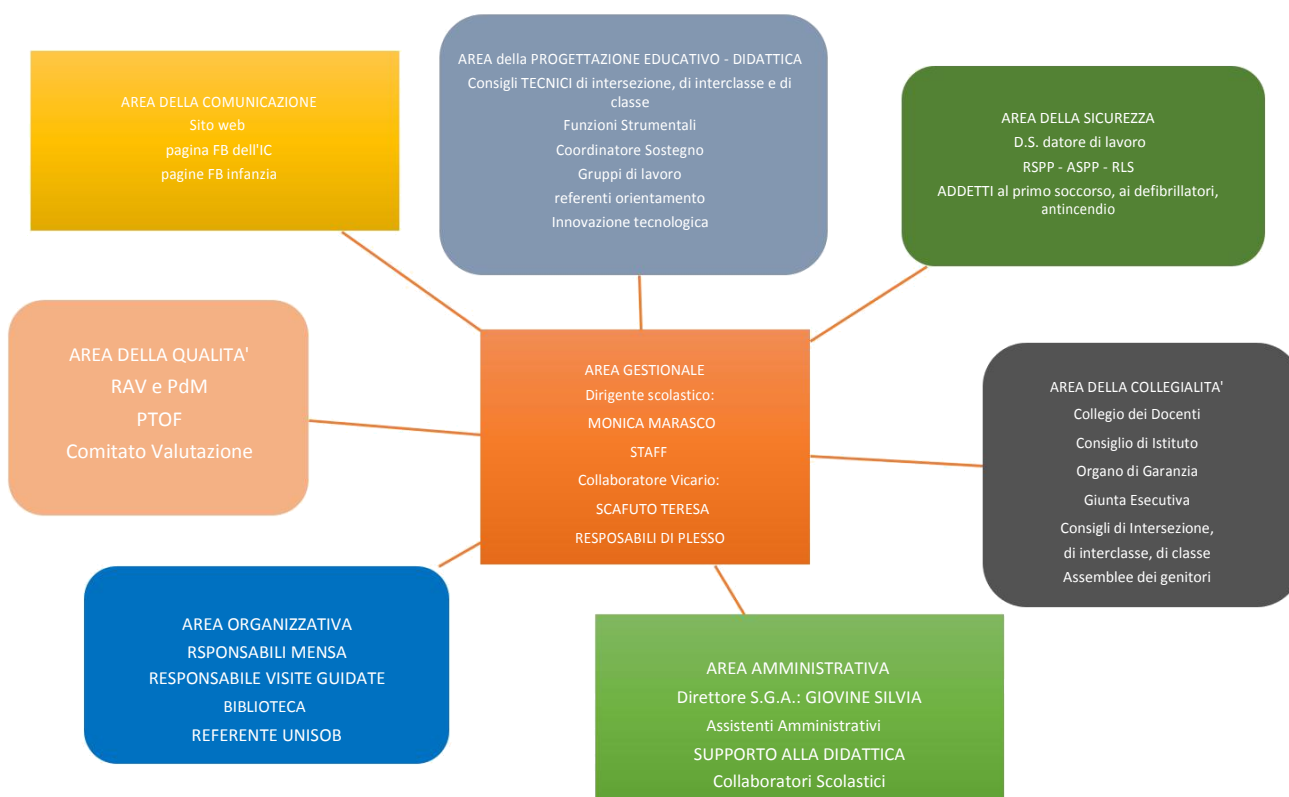 AREA DELLA COMUNICAZIONE
Sito web
pagina FB dell'IC
pagine FB infanzia
AREA della PROGETTAZIONE EDUCATIVO - DIDATTICA
Consigli TECNICI di intersezione, di interclasse e di
classe
Funzioni Strumentali
Coordinatore Sostegno
Gruppi di lavoro
referenti orientamento
Innovazione tecnologica
AREA DELLA SICUREZZA
D.S. datore di lavoro
RSPP - ASPP - RLS
ADDETTI al primo soccorso, ai defibrillatori,
antincendio
AREA DELLA QUALITA'
RAV e PdM
PTOF
Comitato Valutazione
AREA GESTIONALE
Dirigente scolastico:
MONICA MARASCO
STAFF
Collaboratore Vicario:
SCAFUTO TERESA
RESPOSABILI DI PLESSO
AREA DELLA COLLEGIALITA'
Collegio dei Docenti
Consiglio di Istituto
Organo di Garanzia
Giunta Esecutiva
Consigli di Intersezione,
di interclasse, di classe
Assemblee dei genitori
AREA ORGANIZZATIVA
RSPONSABILI MENSA
RESPONSABILE VISITE GUIDATE
BIBLIOTECA
REFERENTE UNISOB
AREA AMMINISTRATIVA
Direttore S.G.A.: GIOVINE SILVIA
Assistenti Amministrativi
SUPPORTO ALLA DIDATTICA
Collaboratori Scolastici